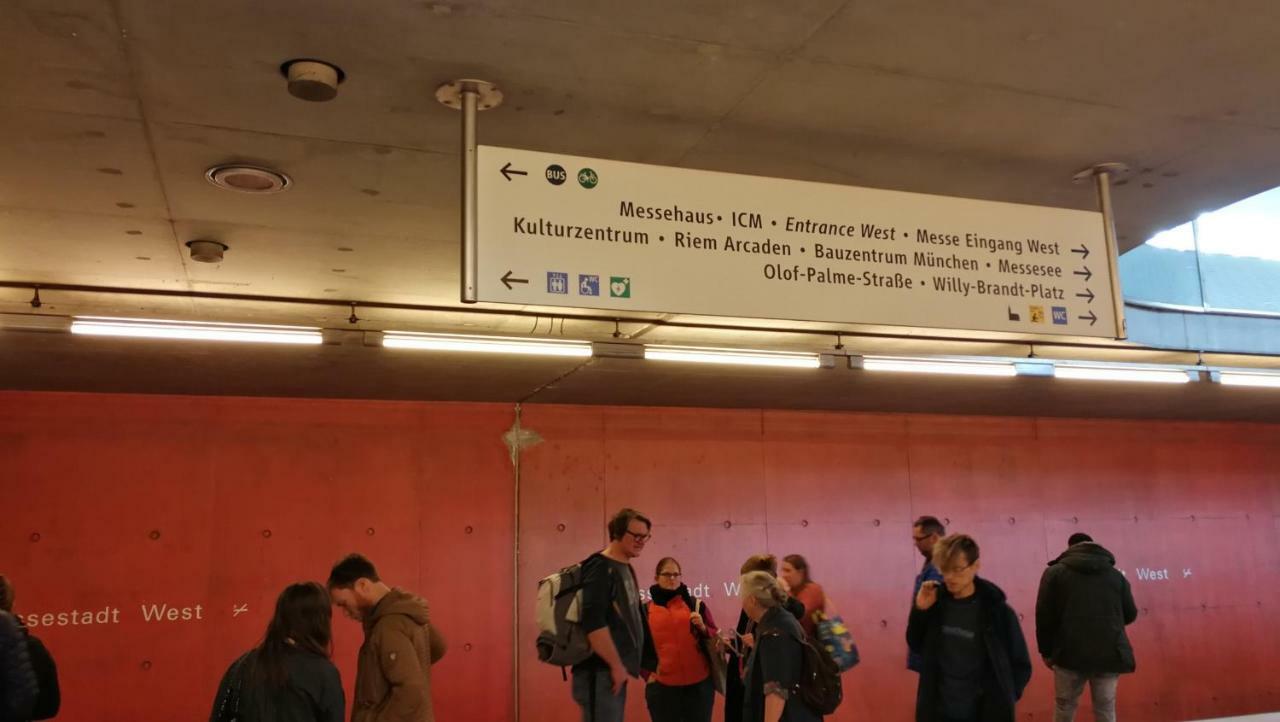 BUS
Messehaus • ICM • Entrance West • Messe Eingang West
Kulturzentrum • Riem Arcaden • Bauzentrum München • Messesee
Olof-Palme-Straße • Willy-Brandt-Platz
WC
WC
West
West